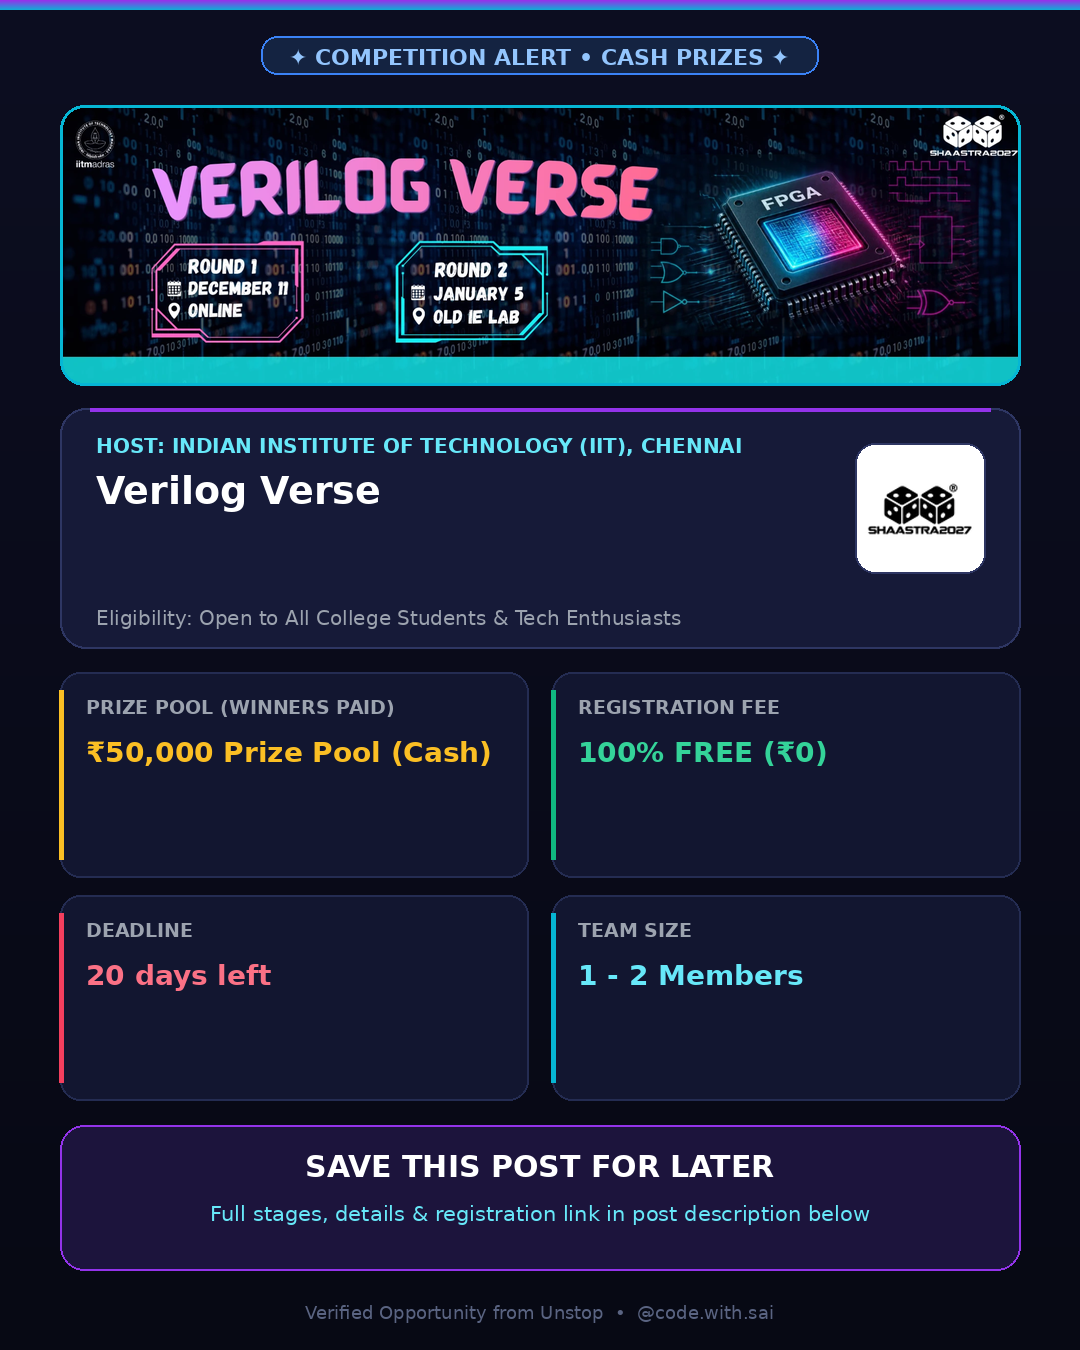 ✦ COMPETITION ALERT • CASH PRIZES ✦
iitmadras
SHAASTRA2027
VERILOG VERSE
FPGA
ROUND 1
DECEMBER 11
ONLINE
ROUND 2
JANUARY 5
OLD IE LAB
HOST: INDIAN INSTITUTE OF TECHNOLOGY (IIT), CHENNAI
Verilog Verse
®
SHAASTRA2027
Eligibility: Open to All College Students & Tech Enthusiasts
PRIZE POOL (WINNERS PAID)
₹50,000 Prize Pool (Cash)
REGISTRATION FEE
100% FREE (₹0)
DEADLINE
20 days left
TEAM SIZE
1 - 2 Members
SAVE THIS POST FOR LATER
Full stages, details & registration link in post description below
Verified Opportunity from Unstop • @code.with.sai